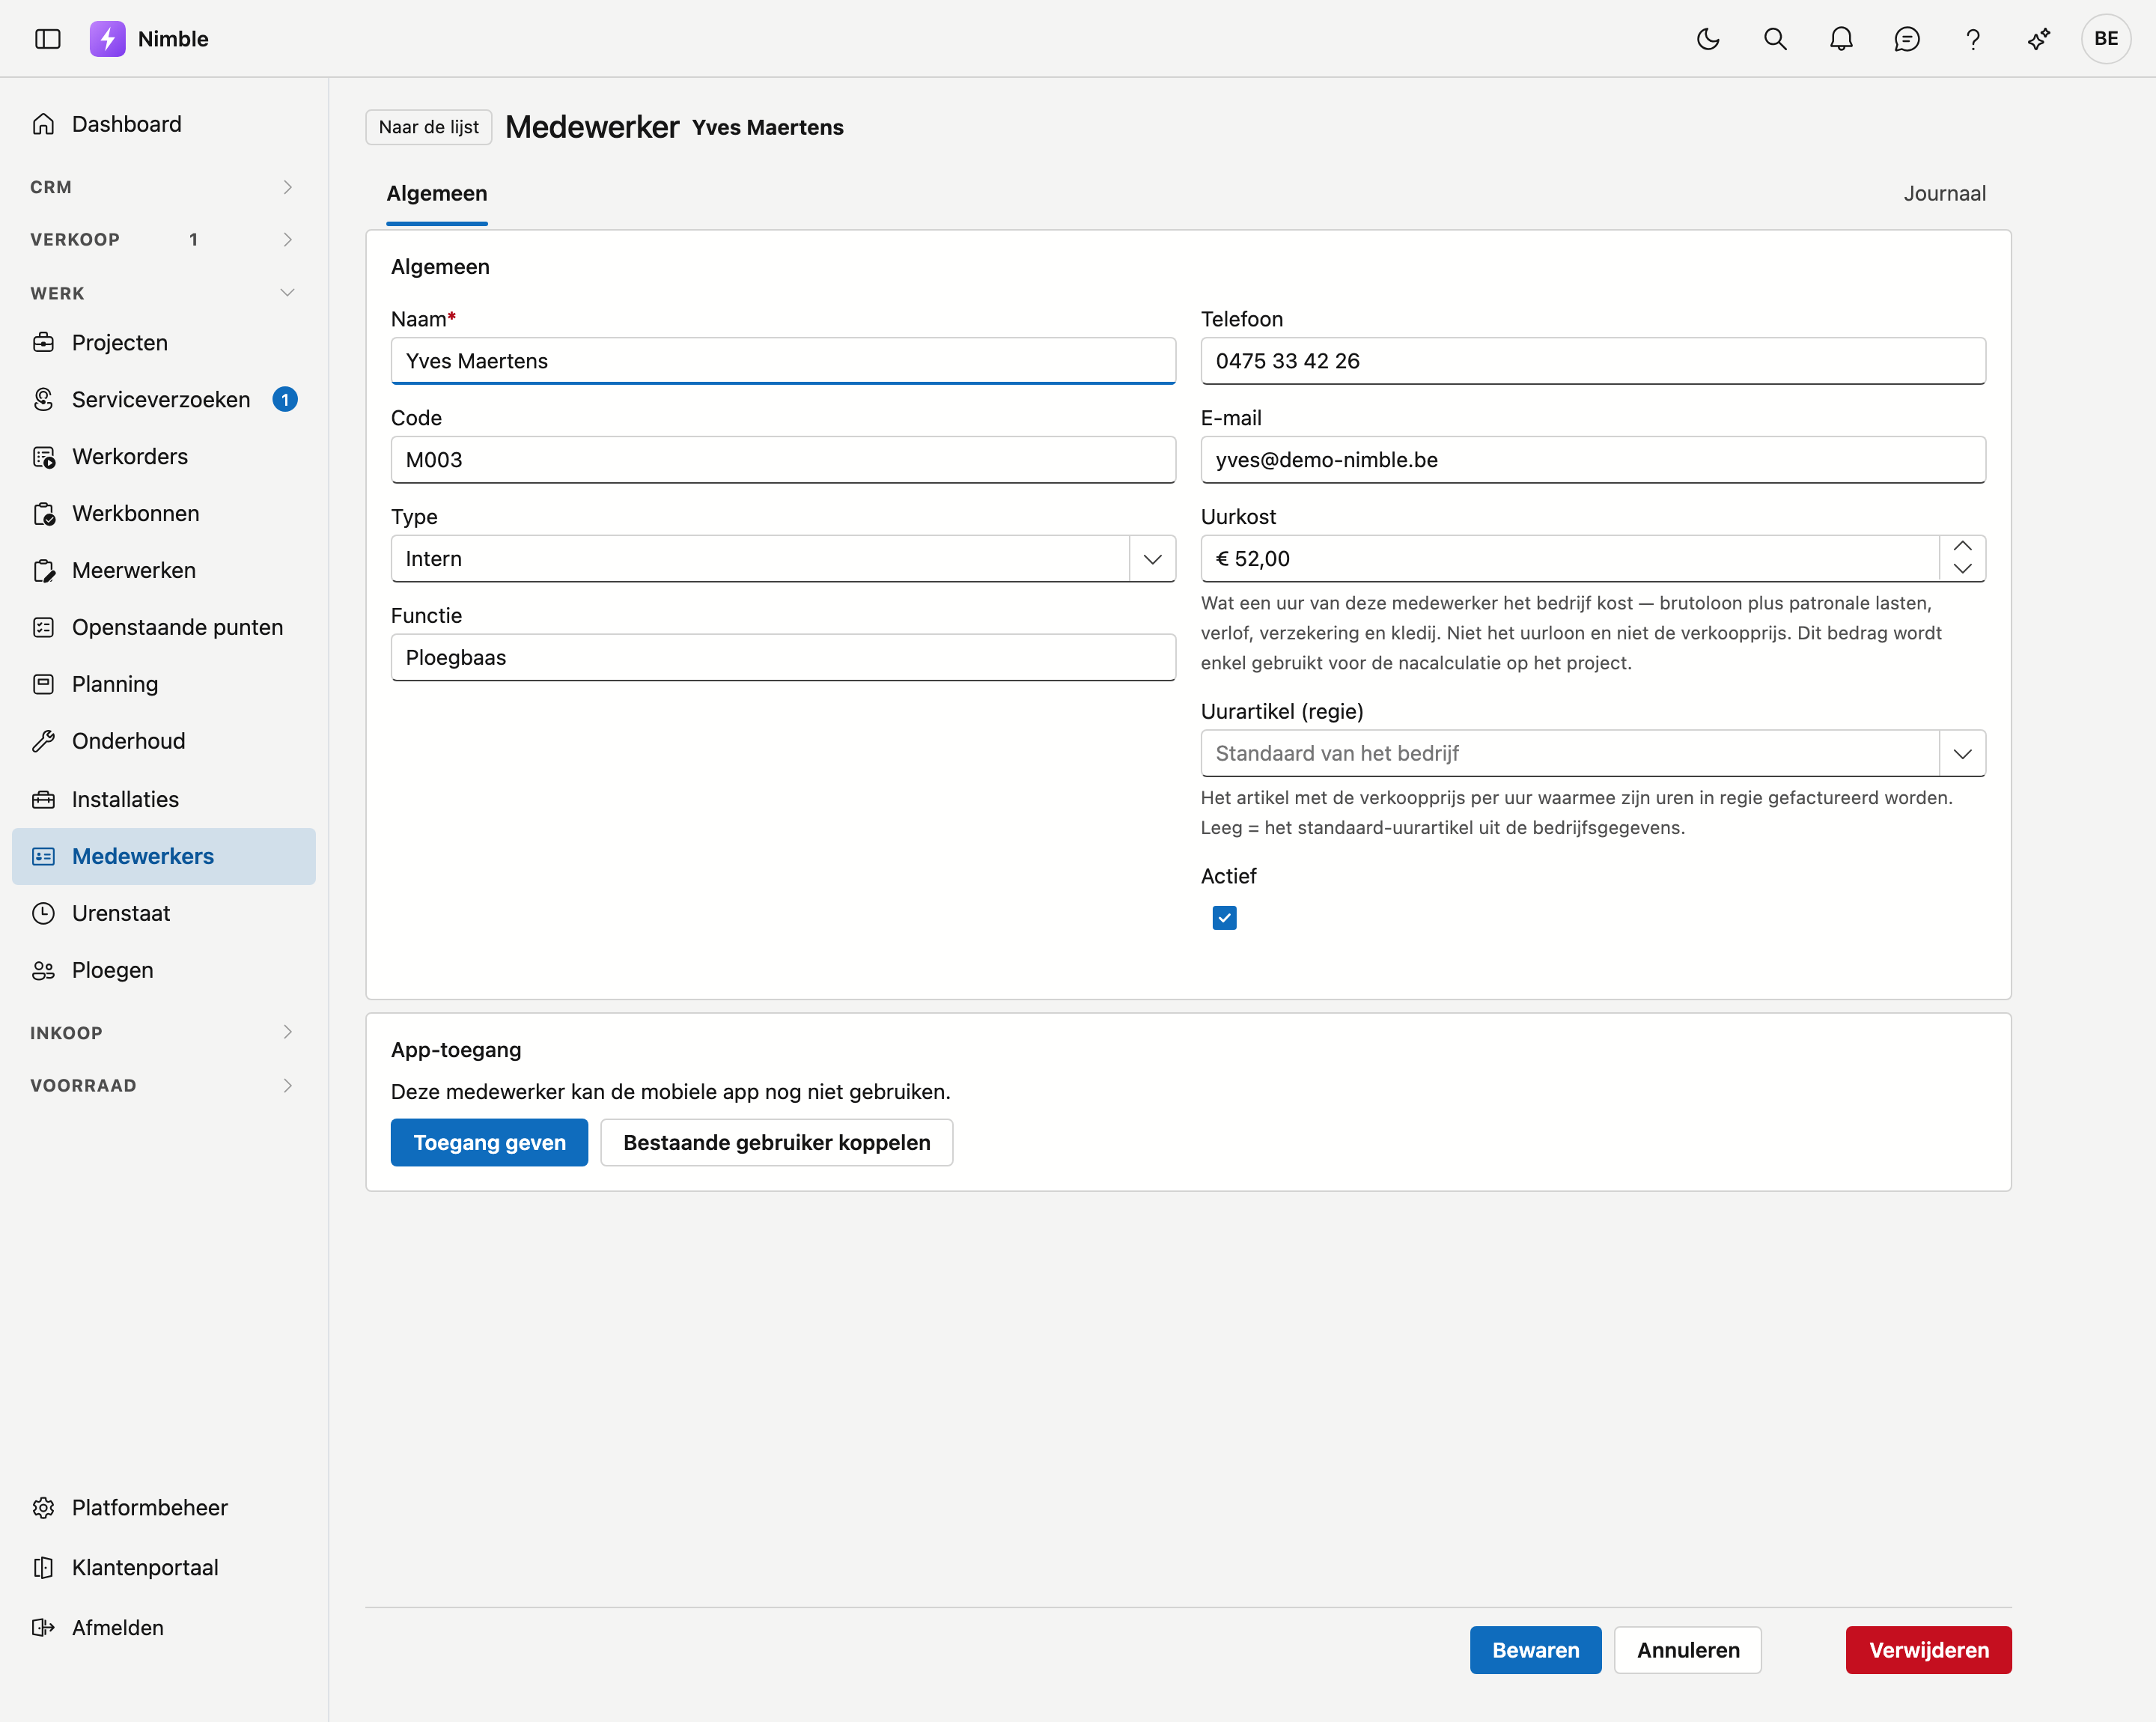 Nimble
BE
Dashboard
CRM
VERKOOP 1
WERK
Projecten
Serviceverzoeken 1
Werkorders
Werkbonnen
Meerwerken
Openstaande punten
Planning
Onderhoud
Installaties
Medewerkers
Urenstaat
Ploegen
INKOOP
VOORRAAD
Platformbeheer
Klantenportaal
Afmelden
Naar de lijst Medewerker Yves Maertens
Algemeen Journaal
Algemeen
Naam*
Yves Maertens
Code
M003
Type
Intern
Functie
Ploegbaas
Telefoon
0475 33 42 26
E-mail
yves@demo-nimble.be
Uurkost
€ 52,00
Wat een uur van deze medewerker het bedrijf kost — brutoloon plus patronale lasten,
verlof, verzekering en kledij. Niet het uurloon en niet de verkoopprijs. Dit bedrag wordt
enkel gebruikt voor de nacalculatie op het project.
Uurartikel (regie)
Standaard van het bedrijf
Het artikel met de verkoopprijs per uur waarmee zijn uren in regie gefactureerd worden.
Leeg = het standaard-uurartikel uit de bedrijfsgegevens.
Actief
App-toegang
Deze medewerker kan de mobiele app nog niet gebruiken.
Toegang geven Bestaande gebruiker koppelen
Bewaren Annuleren Verwijderen